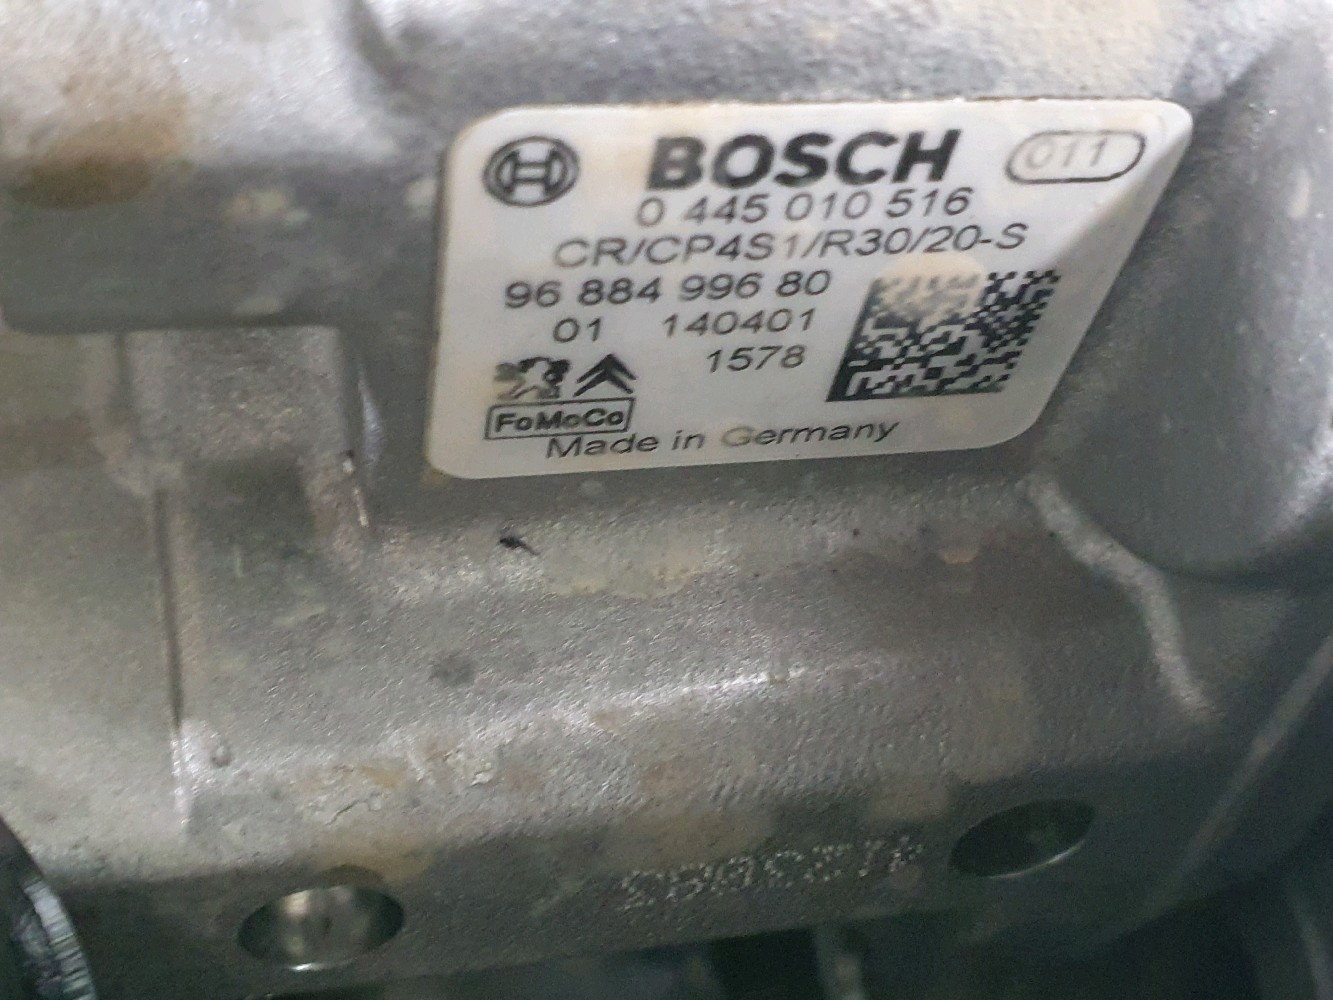 BOSCH 011
0 445 010 516
CR/CP4S1/R30/20-S
96 884 996 80
01 140401
1578
FoMoCo
Made in Germany